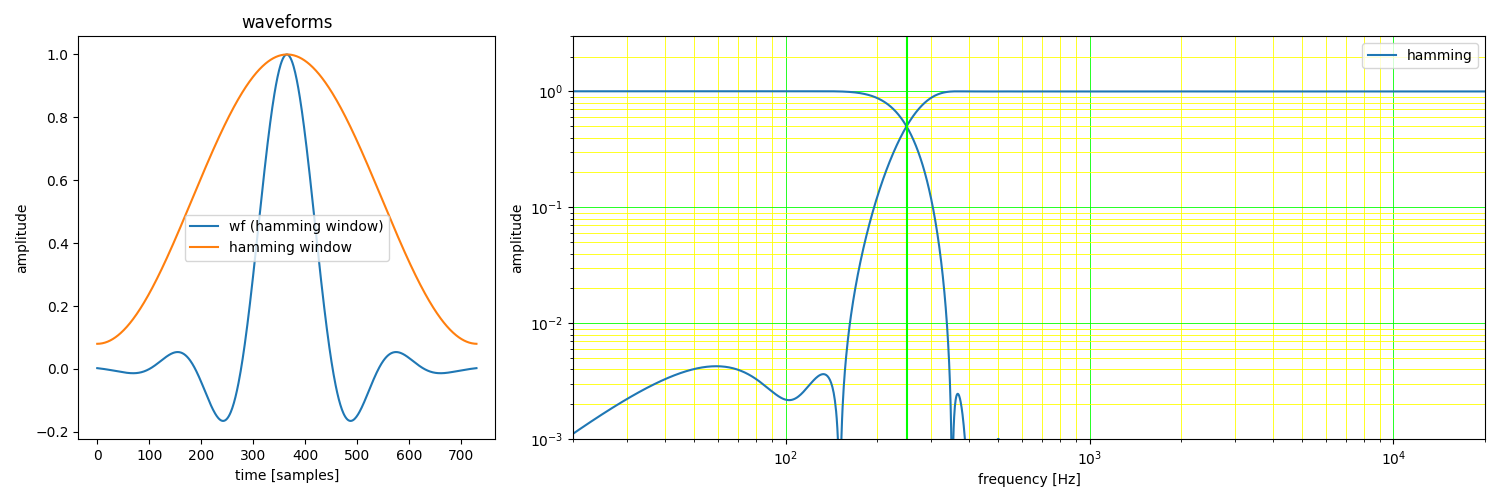 waveforms
amplitude
1.0
0.8
0.6
0.4
0.2
0.0
−0.2
wf (hamming window)
hamming window
0 100 200 300 400 500 600 700
time [samples]
amplitude
10⁰
10⁻¹
10⁻²
10⁻³
hamming
10² 10³ 10⁴
frequency [Hz]